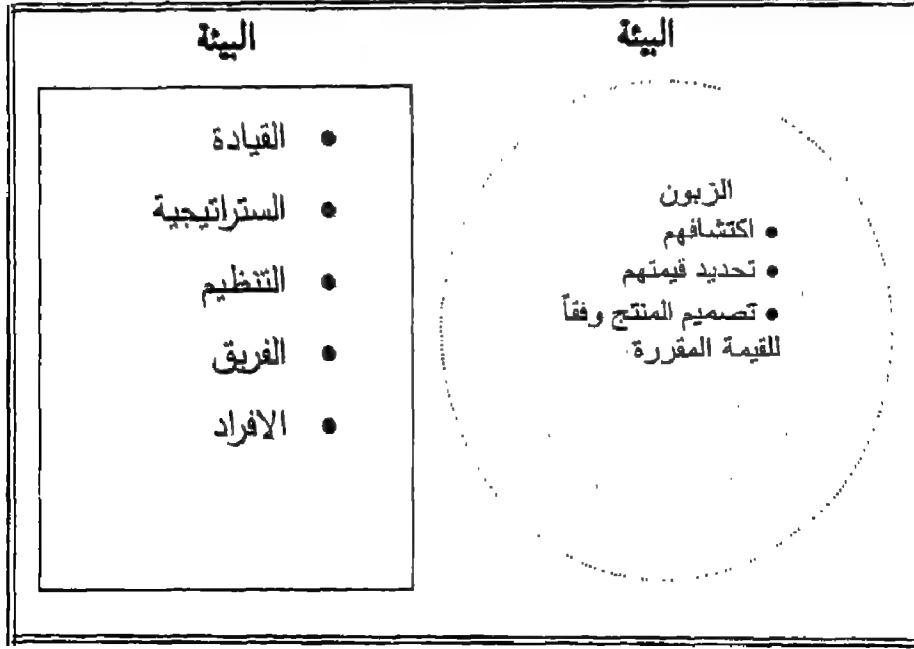 البيئة
الزبون
• اكتشافهم
• تحديد قيمتهم
• تصميم المنتج وفقاً
للقيمة المقررة
البيئة
• القيادة
• الستراتيجية
• التنظيم
• الفريق
• الافراد